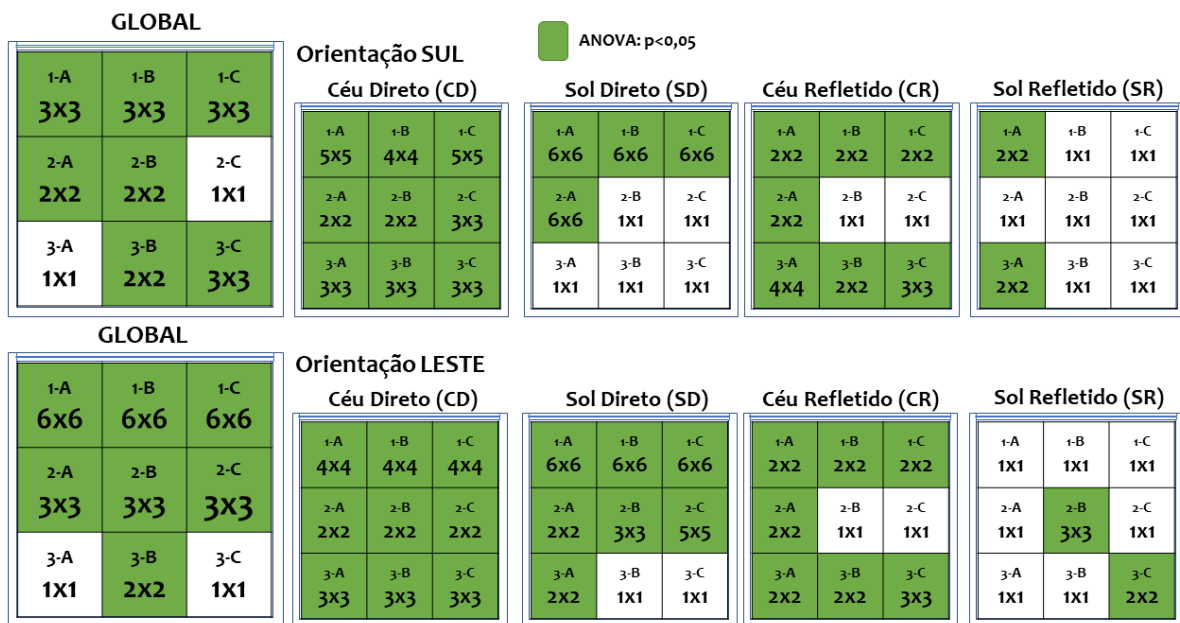 GLOBAL
ANOVA: p<0,05
Orientação SUL
Céu Direto (CD) Sol Direto (SD) Céu Refletido (CR) Sol Refletido (SR)
1-A 1-B 1-C
3x3 3x3 3x3
2-A 2-B 2-C
2x2 2x2 1x1
3-A 3-B 3-C
1x1 2x2 3x3
1-A 1-B 1-C
5x5 4x4 5x5
2-A 2-B 2-C
2x2 2x2 3x3
3-A 3-B 3-C
3x3 3x3 3x3
1-A 1-B 1-C
6x6 6x6 6x6
2-A 2-B 2-C
6x6 1x1 1x1
3-A 3-B 3-C
1x1 1x1 1x1
1-A 1-B 1-C
2x2 2x2 2x2
2-A 2-B 2-C
2x2 1x1 1x1
3-A 3-B 3-C
4x4 2x2 3x3
1-A 1-B 1-C
2x2 1x1 1x1
2-A 2-B 2-C
1x1 1x1 1x1
3-A 3-B 3-C
2x2 1x1 1x1
GLOBAL
Orientação LESTE
Céu Direto (CD) Sol Direto (SD) Céu Refletido (CR) Sol Refletido (SR)
1-A 1-B 1-C
6x6 6x6 6x6
2-A 2-B 2-C
3x3 3x3 3x3
3-A 3-B 3-C
1x1 2x2 1x1
1-A 1-B 1-C
4x4 4x4 4x4
2-A 2-B 2-C
2x2 2x2 2x2
3-A 3-B 3-C
3x3 3x3 3x3
1-A 1-B 1-C
6x6 6x6 6x6
2-A 2-B 2-C
2x2 3x3 5x5
3-A 3-B 3-C
2x2 1x1 1x1
1-A 1-B 1-C
2x2 2x2 2x2
2-A 2-B 2-C
2x2 1x1 1x1
3-A 3-B 3-C
2x2 2x2 3x3
1-A 1-B 1-C
1x1 1x1 1x1
2-A 2-B 2-C
1x1 3x3 1x1
3-A 3-B 3-C
1x1 1x1 2x2